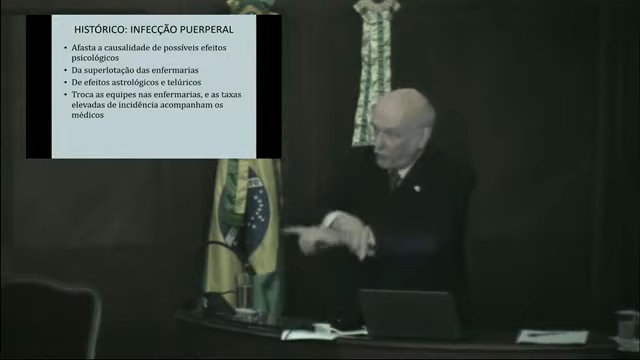 HISTÓRICO: INFECÇÃO PUERPERAL
• Afasta a causalidade de possíveis efeitos
psicológicos
• Da superlotação das enfermarias
• De efeitos astrológicos e telúricos
• Troca as equipes nas enfermarias, e as taxas
elevadas de incidência acompanham os
médicos